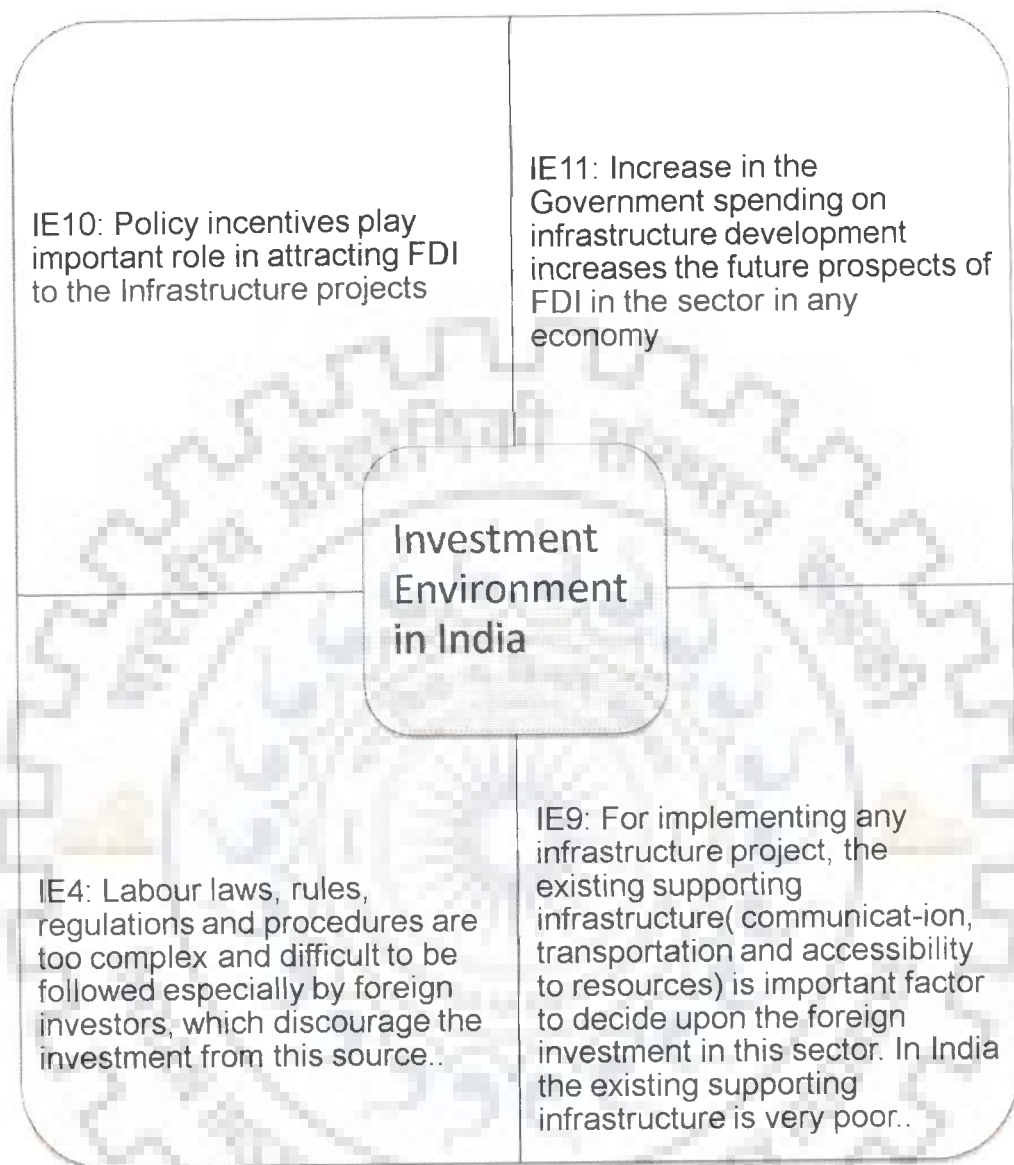 IE10: Policy incentives play
important role in attracting FDI
to the Infrastructure projects
IE11: Increase in the
Government spending on
infrastructure development
increases the future prospects of
FDI in the sector in any
economy
Investment
Environment
in India
IE4: Labour laws, rules,
regulations and procedures are
too complex and difficult to be
followed especially by foreign
investors, which discourage the
investment from this source..
IE9: For implementing any
infrastructure project, the
existing supporting
infrastructure( communicat-ion,
transportation and accessibility
to resources) is important factor
to decide upon the foreign
investment in this sector. In India
the existing supporting
infrastructure is very poor..